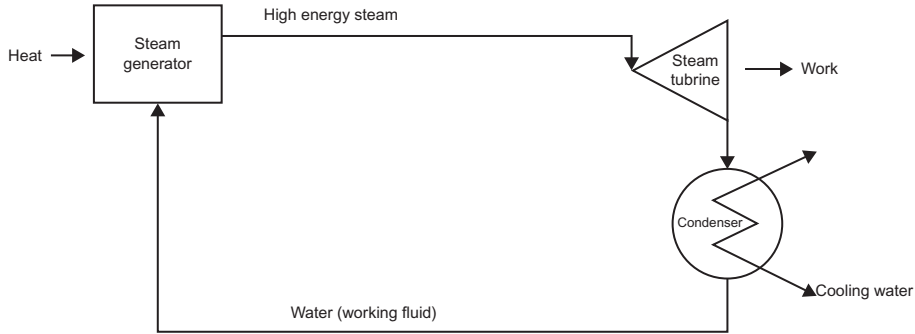 High energy steam
Heat
Steam
generator
Steam
tubrine
Work
Condenser
Cooling water
Water (working fluid)